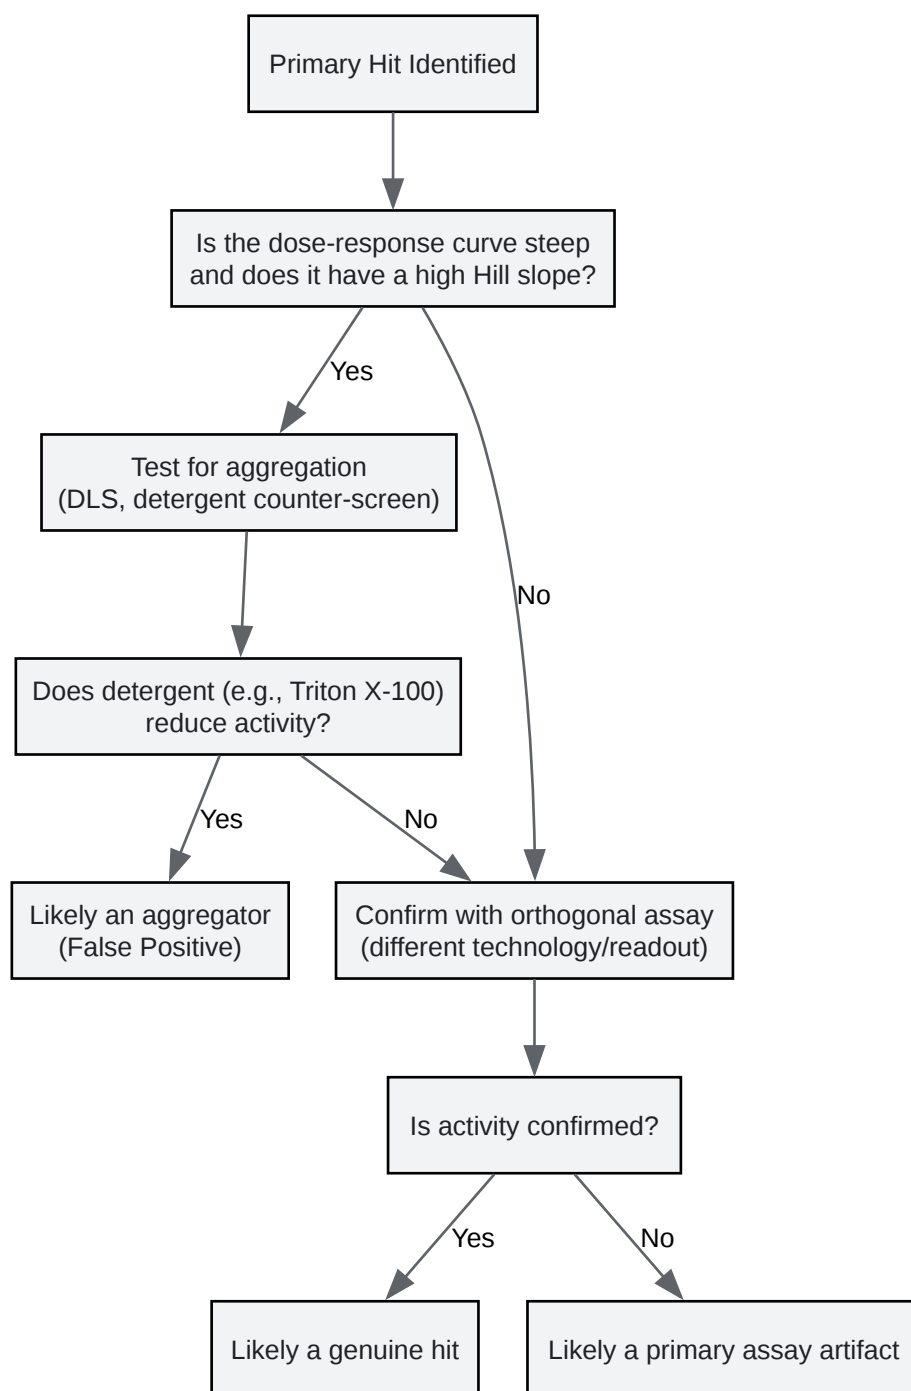 Primary Hit Identified
Is the dose-response curve steep
and does it have a high Hill slope?
Yes
Test for aggregation
(DLS, detergent counter-screen)
No
Does detergent (e.g., Triton X-100)
reduce activity?
Yes
No
Likely an aggregator
(False Positive)
Confirm with orthogonal assay
(different technology/readout)
Is activity confirmed?
Yes
No
Likely a genuine hit
Likely a primary assay artifact